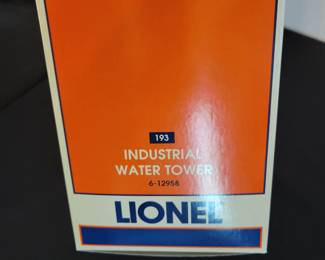 193
INDUSTRIAL
WATER TOWER
6-12958
LIONEL